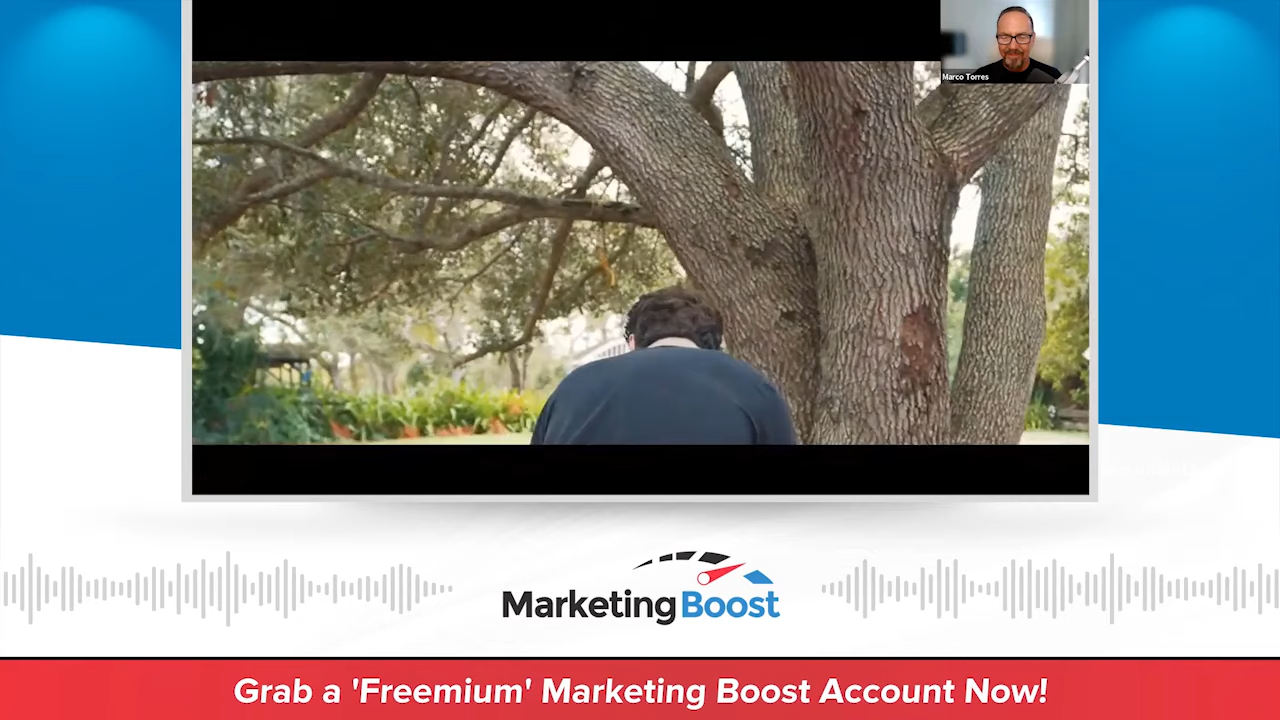 Marco Torres
Marketing Boost
Grab a 'Freemium' Marketing Boost Account Now!